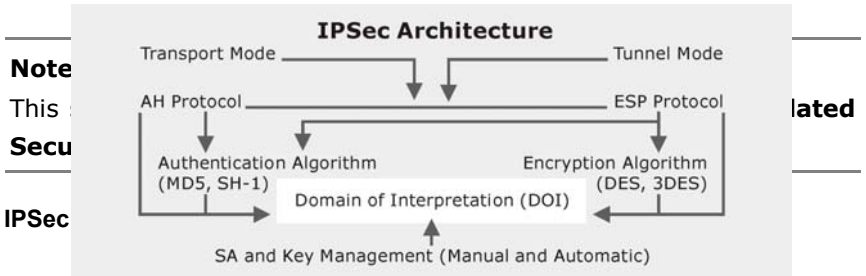 IPSec Architecture
Transport Mode
Tunnel Mode
Note
AH Protocol
ESP Protocol
This
lated
Secu
Authentication Algorithm
(MD5, SH-1)
Encryption Algorithm
(DES, 3DES)
Domain of Interpretation (DOI)
IPSec
SA and Key Management (Manual and Automatic)